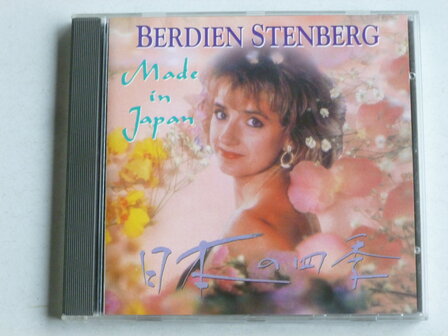 BERDIEN STENBERG
Made
in
Japan
日本の四季